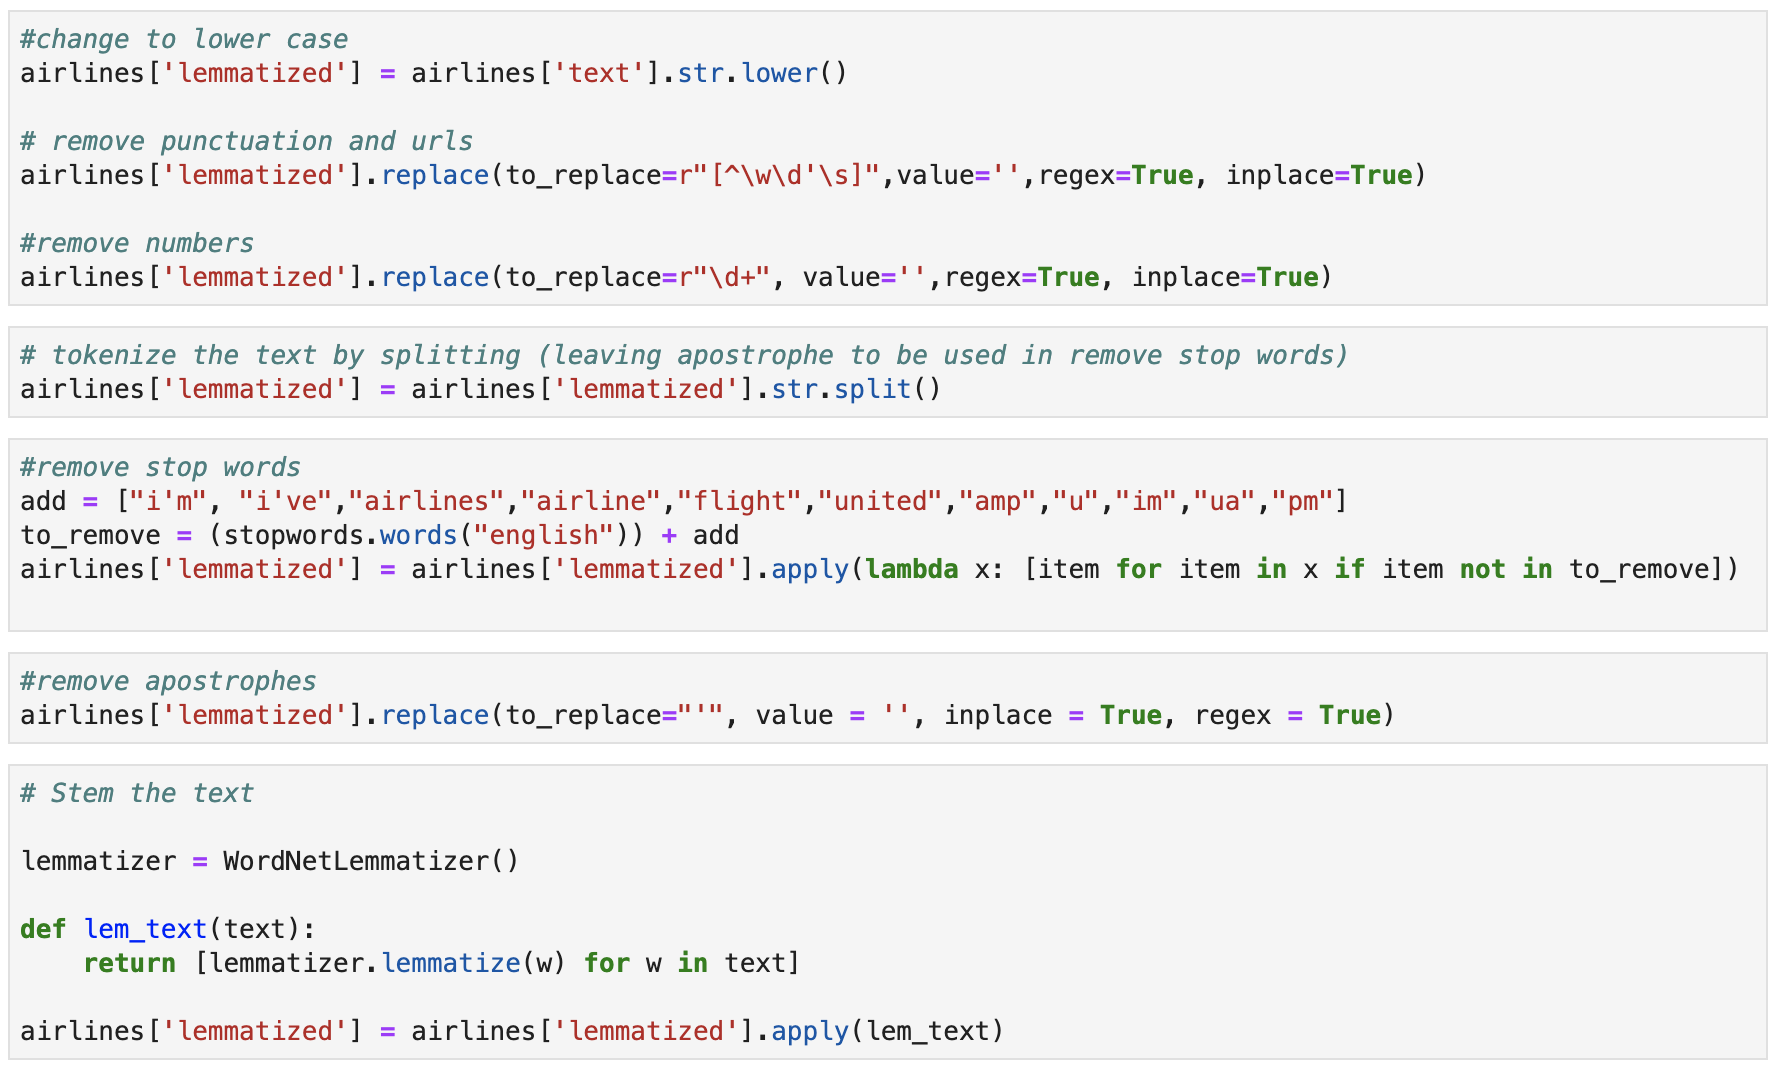 #change to lower case
airlines['lemmatized'] = airlines['text'].str.lower()
# remove punctuation and urls
airlines['lemmatized'].replace(to_replace=r"[^\w\d'\s]",value='',regex=True, inplace=True)
#remove numbers
airlines['lemmatized'].replace(to_replace=r"\d+", value='',regex=True, inplace=True)
# tokenize the text by splitting (leaving apostrophe to be used in remove stop words)
airlines['lemmatized'] = airlines['lemmatized'].str.split()
#remove stop words
add = ["i'm", "i've","airlines","airline","flight","united","amp","u","im","ua","pm"]
to_remove = (stopwords.words("english")) + add
airlines['lemmatized'] = airlines['lemmatized'].apply(lambda x: [item for item in x if item not in to_remove])
#remove apostrophes
airlines['lemmatized'].replace(to_replace="'", value = '', inplace = True, regex = True)
# Stem the text
lemmatizer = WordNetLemmatizer()
def lem_text(text):
    return [lemmatizer.lemmatize(w) for w in text]
airlines['lemmatized'] = airlines['lemmatized'].apply(lem_text)